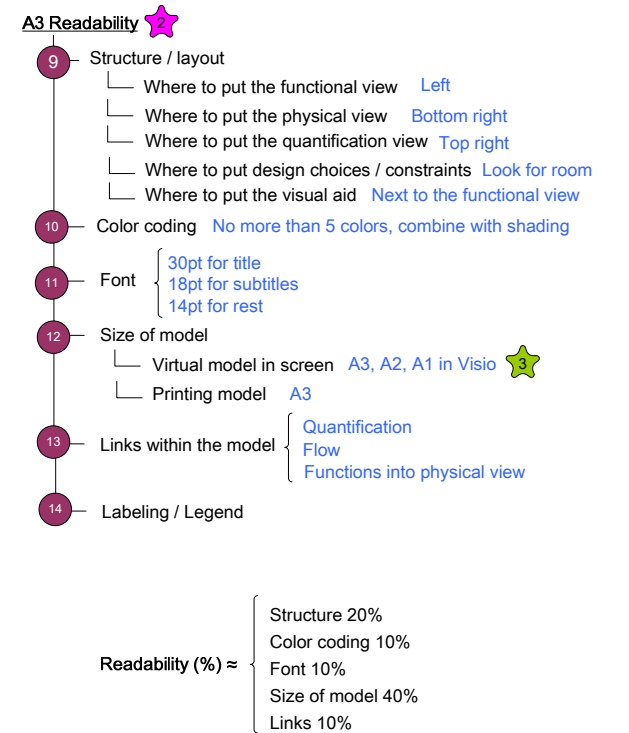 A3 Readability 2
9 Structure / layout
Where to put the functional view Left
Where to put the physical view Bottom right
Where to put the quantification view Top right
Where to put design choices / constraints Look for room
Where to put the visual aid Next to the functional view
10 Color coding No more than 5 colors, combine with shading
30pt for title
11 Font 18pt for subtitles
14pt for rest
12 Size of model
Virtual model in screen A3, A2, A1 in Visio 3
Printing model A3
Quantification
13 Links within the model Flow
Functions into physical view
14 Labeling / Legend
Structure 20%
Color coding 10%
Readability (%) ≈ Font 10%
Size of model 40%
Links 10%